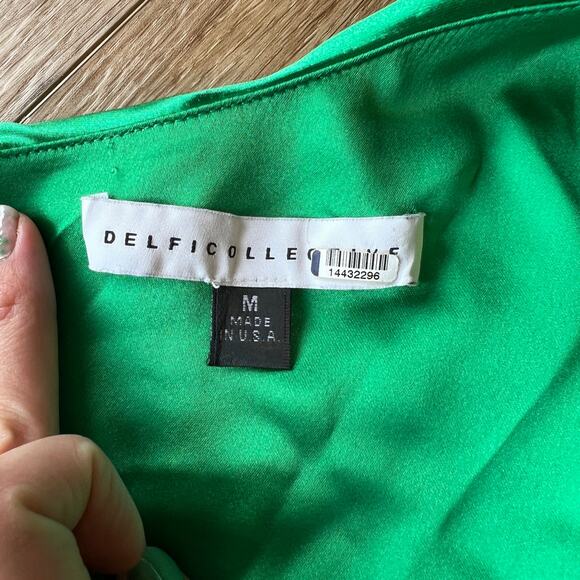 DELFICOLLEC
14432296
M
MADE
IN U.S.A.